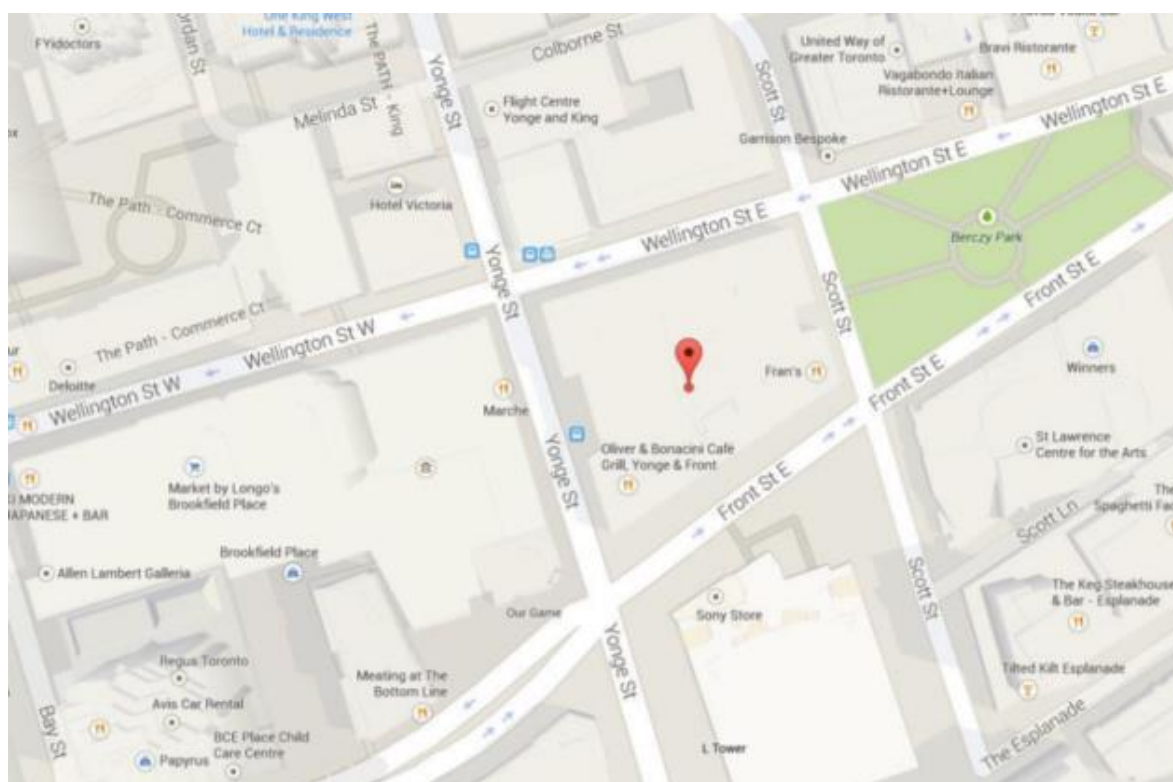 One King West
Hotel & Residence
FYidoctors
Jordan St
The PATH - King
Yonge St
Colborne St
Scott St
United Way of
Greater Toronto
Bravi Ristorante
Vagabondo Italian
Ristorante+Lounge
Melinda St
Flight Centre
Yonge and King
Garrison Bespoke
Wellington St E
Wellington St E
The Path - Commerce Ct
Hotel Victoria
Wellington St E
Berczy Park
Yonge St
Scott St
Front St E
The Path - Commerce Ct
Wellington St W
Deloitte
Wellington St W
Marche
Fran's
Winners
Front St E
Oliver & Bonacini Café
Grill, Yonge & Front
St Lawrence
Centre for the Arts
Yonge St
Market by Longo's
Brookfield Place
MODERN
JAPANESE + BAR
Front St E
The
Spaghetti
Scott Ln
Brookfield Place
Allen Lambert Galleria
Scott St
The Keg Steakhouse
& Bar - Esplanade
Our Game
Sony Store
Yonge St
Regus Toronto
Meating at The
Bottom Line
Tilted Kilt Esplanade
Avis Car Rental
Bay St
BCE Place Child
Care Centre
Papyrus
L Tower
The Esplanade